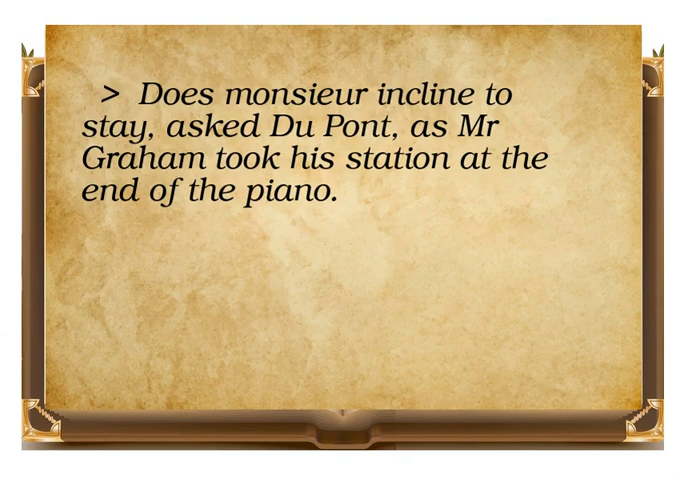 > Does monsieur incline to
stay, asked Du Pont, as Mr
Graham took his station at the
end of the piano.